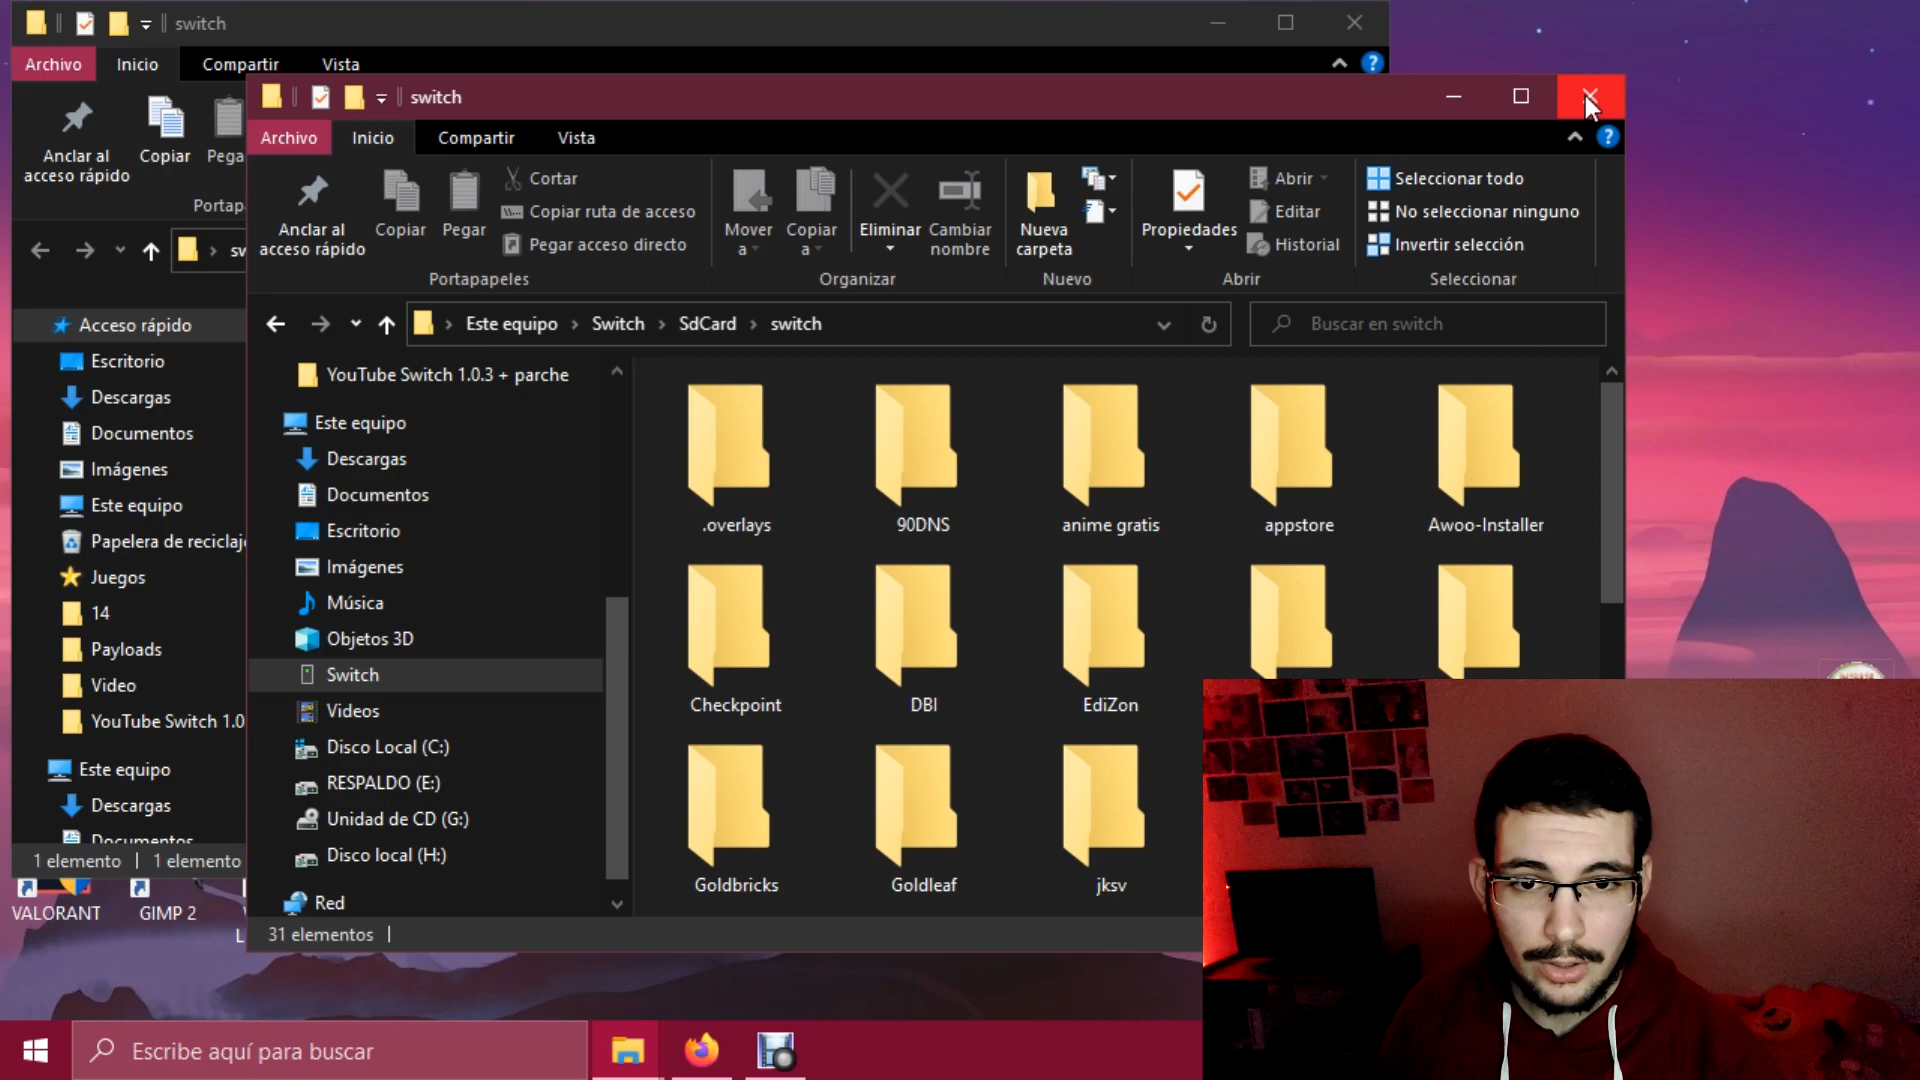 switch
Archivo Inicio Compartir Vista
Anclar al
acceso rápido
Copiar
Pega
Portap
sw
Acceso rápido
Escritorio
Descargas
Documentos
Imágenes
Este equipo
Papelera de reciclaj
Juegos
14
Payloads
Video
YouTube Switch 1.0
Este equipo
Descargas
Documentos
1 elemento | 1 elemento
switch
Archivo Inicio Compartir Vista
Anclar al
acceso rápido
Copiar
Pegar
Cortar
Copiar ruta de acceso
Pegar acceso directo
Portapapeles
Mover
a
Copiar
a
Eliminar
Cambiar
nombre
Organizar
Nueva
carpeta
Nuevo
Propiedades
Abrir
Editar
Historial
Abrir
Seleccionar todo
No seleccionar ninguno
Invertir selección
Seleccionar
Este equipo > Switch > SdCard > switch
Buscar en switch
YouTube Switch 1.0.3 + parche
Este equipo
Descargas
Documentos
Escritorio
Imágenes
Música
Objetos 3D
Switch
Videos
Disco Local (C:)
RESPALDO (E:)
Unidad de CD (G:)
Disco local (H:)
Red
.overlays 90DNS anime gratis appstore Awoo-Installer
Checkpoint DBI EdiZon
Goldbricks Goldleaf jksv
31 elementos
VALORANT GIMP 2
L
Escribe aquí para buscar